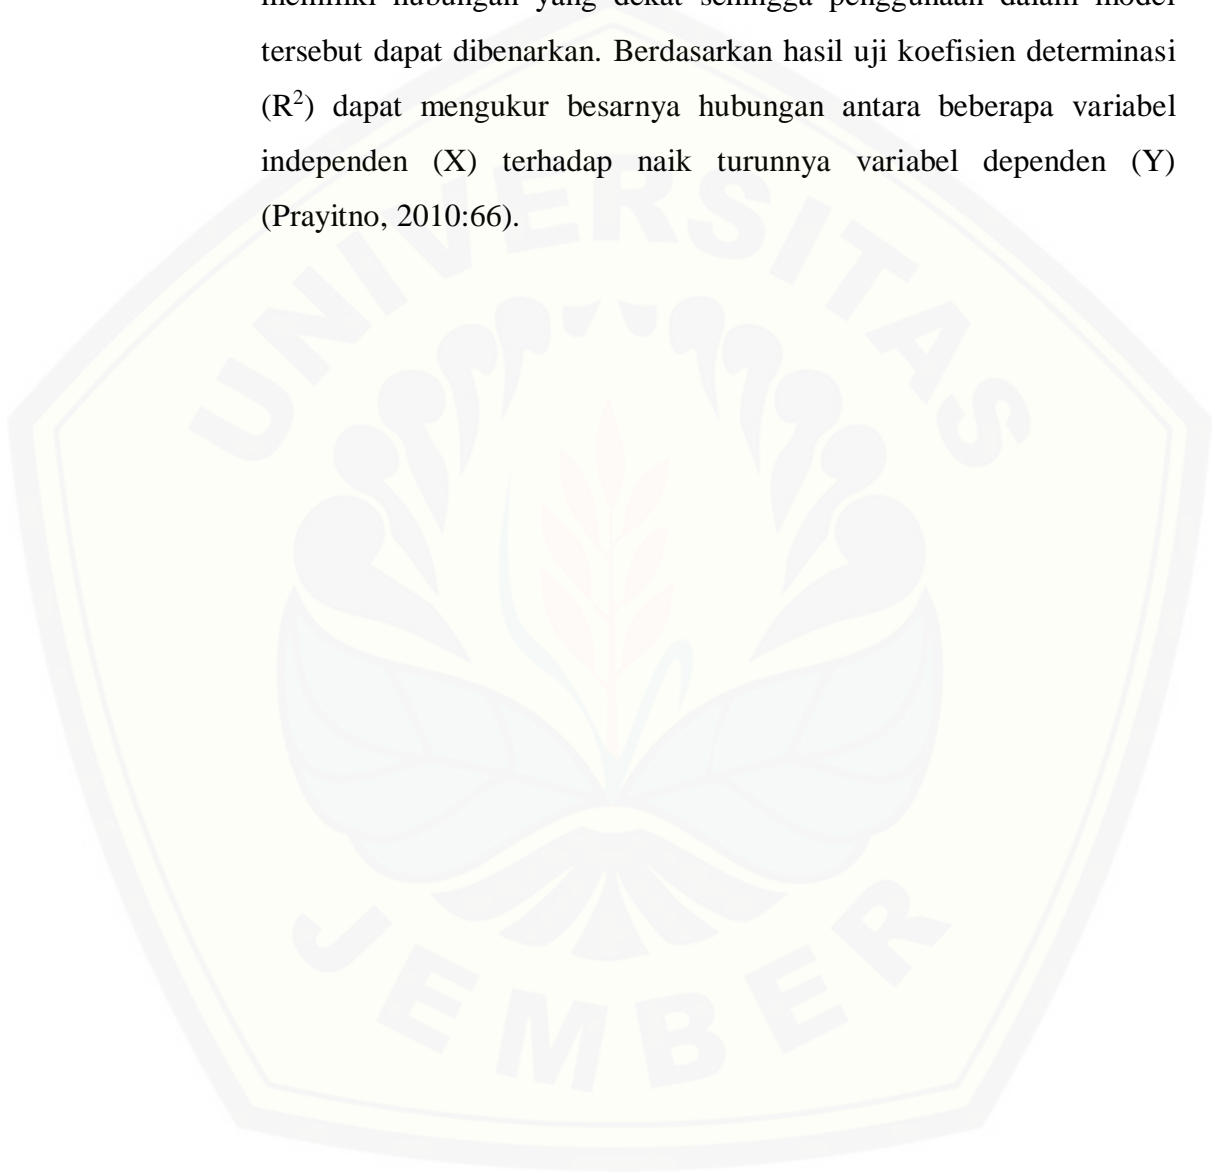 memiliki hubungan yang dekat sehingga penggunaan dalam model
tersebut dapat dibenarkan. Berdasarkan hasil uji koefisien determinasi
(R²) dapat mengukur besarnya hubungan antara beberapa variabel
independen (X) terhadap naik turunnya variabel dependen (Y)
(Prayitno, 2010:66).
UNIVERSITAS
JEMBER